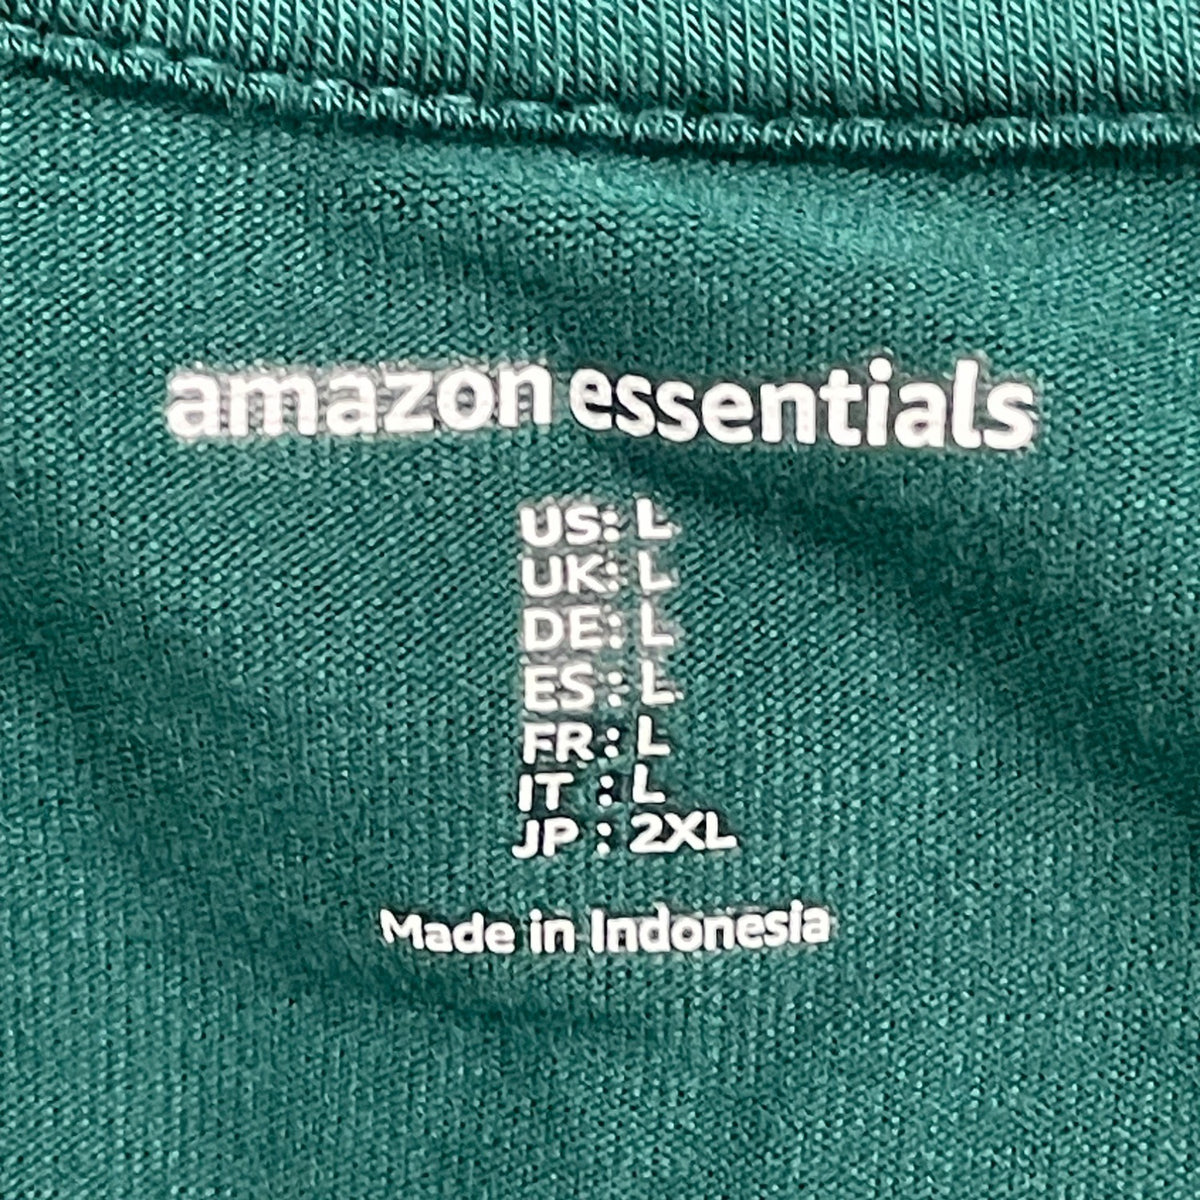 amazon essentials
US: L
UK: L
DE: L
ES: L
FR: L
IT : L
JP : 2XL
Made in Indonesia